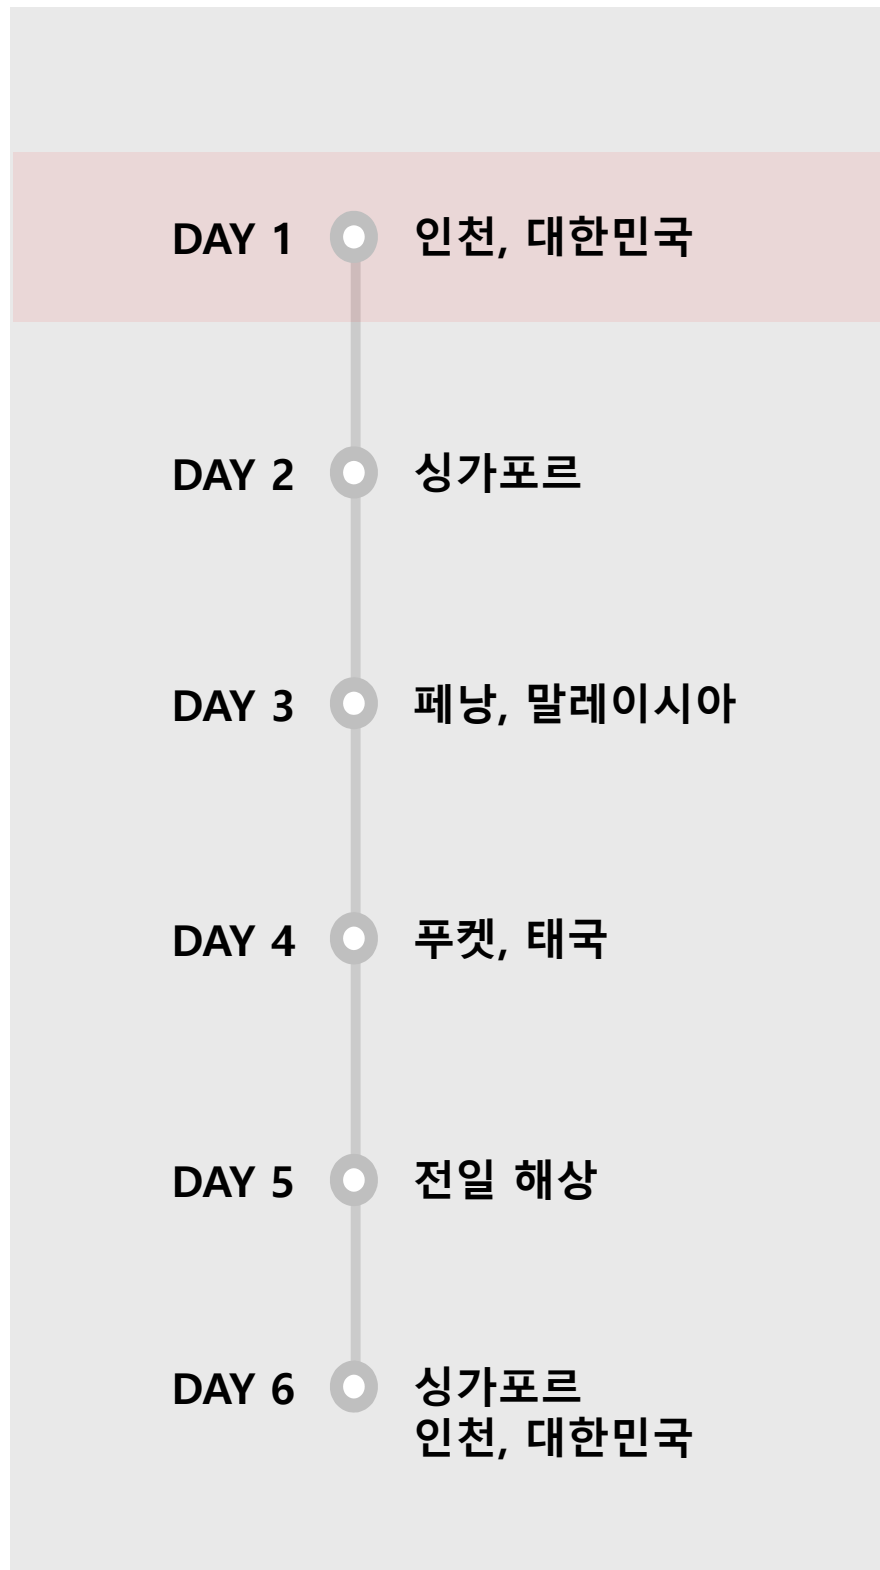 DAY 1 인천, 대한민국
DAY 2 싱가포르
DAY 3 페낭, 말레이시아
DAY 4 푸켓, 태국
DAY 5 전일 해상
DAY 6 싱가포르
인천, 대한민국